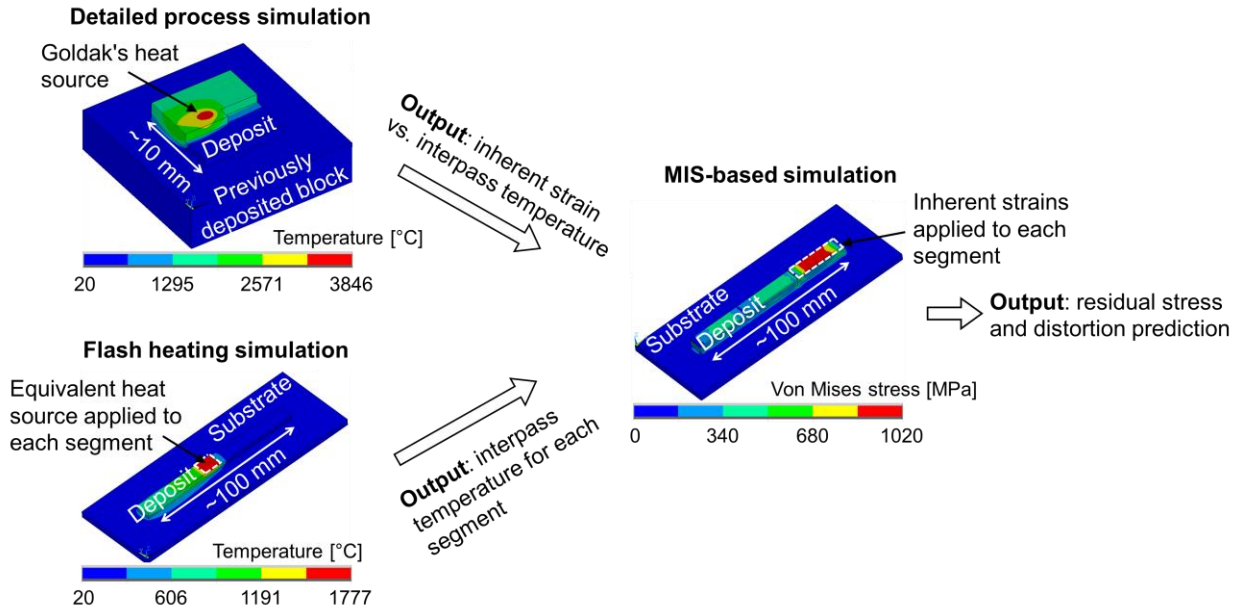 Detailed process simulation
Goldak's heat
source
~10 mm
Deposit
Previously
deposited block
Temperature [°C]
20 1295 2571 3846
Output: inherent strain
vs. interpass temperature
Flash heating simulation
Equivalent heat
source applied to
each segment
Substrate
Deposit
~100 mm
Temperature [°C]
20 606 1191 1777
Output: interpass
temperature for each
segment
MIS-based simulation
Inherent strains
applied to each
segment
Substrate
Deposit
~100 mm
Von Mises stress [MPa]
0 340 680 1020
Output: residual stress
and distortion prediction